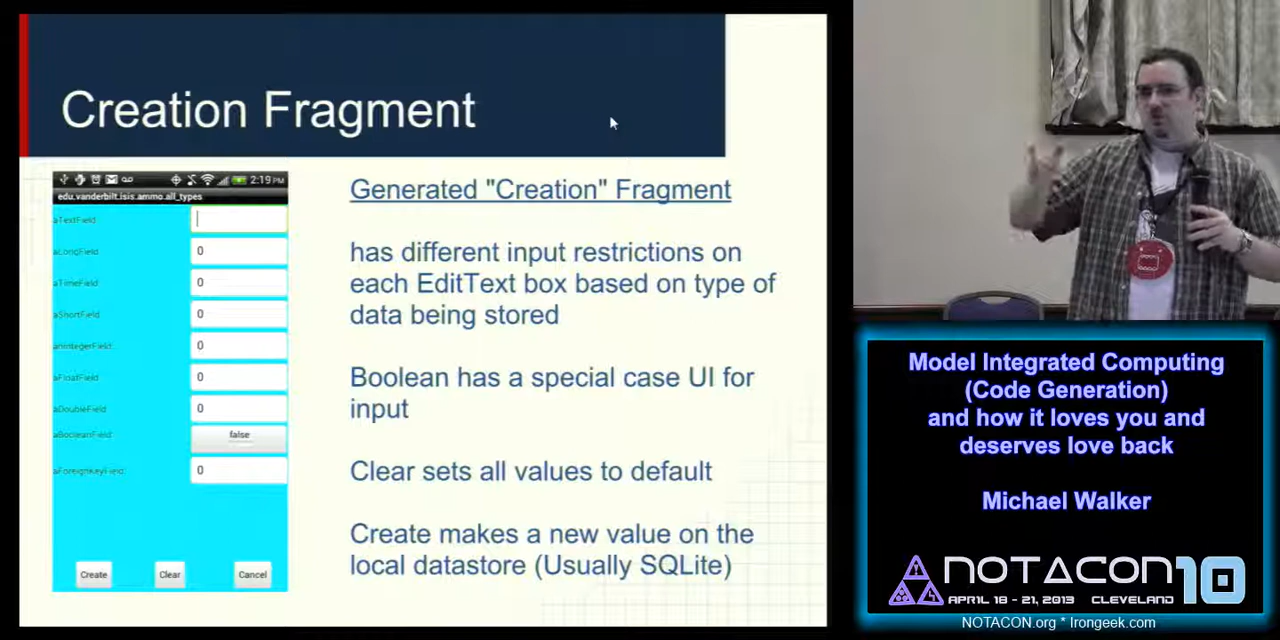 Creation Fragment
2:19 PM
edu.vanderbilt.isis.ammo.all_types
aTextField
aLongField
0
aTimeField
0
aShortField
0
anIntegerField
0
aFloatField
0
aDoubleField
0
aBooleanField
false
aForeignKeyField
0
Create
Clear
Cancel
Generated "Creation" Fragment
has different input restrictions on
each EditText box based on type of
data being stored
Boolean has a special case UI for
input
Clear sets all values to default
Create makes a new value on the
local datastore (Usually SQLite)
Model Integrated Computing
(Code Generation)
and how it loves you and
deserves love back
Michael Walker
NOTACON 10
APRIL 18 - 21, 2013 CLEVELAND
NOTACON.org * Irongeek.com